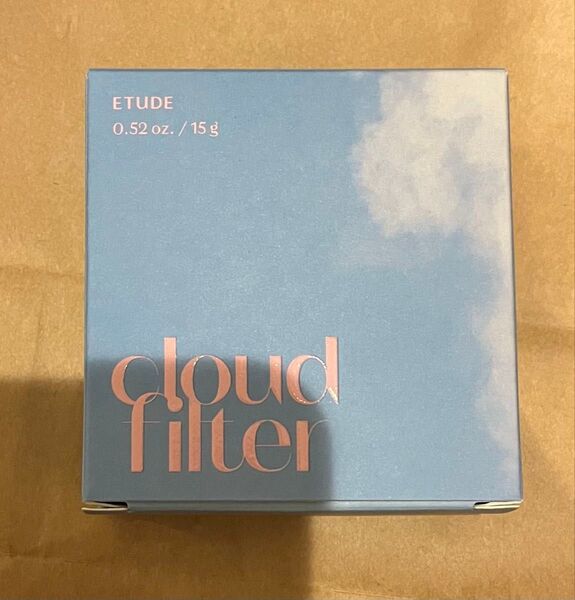 ETUDE
0.52 oz. / 15 g
cloud
filter